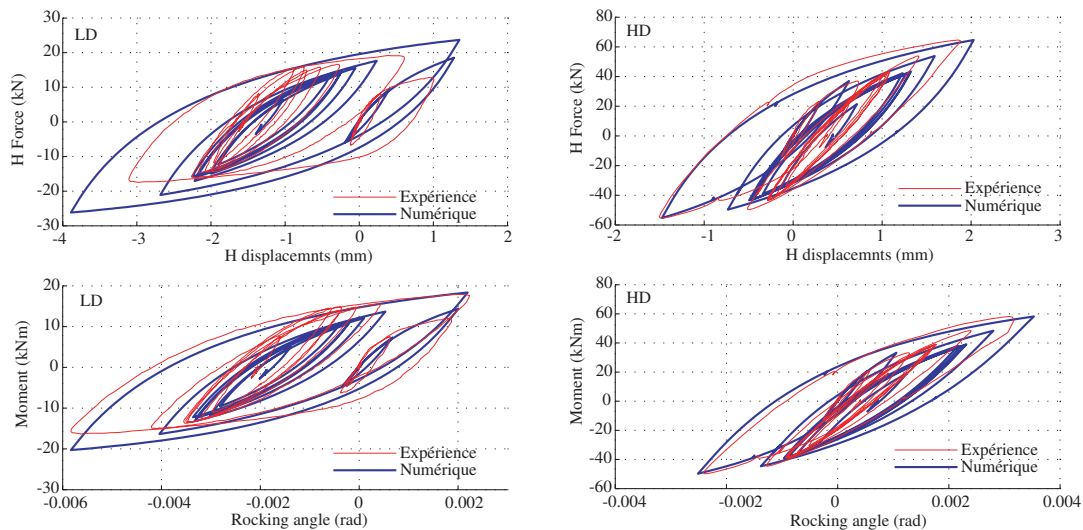 LD
H Force (kN)
30
20
10
0
-10
-20
-30
-4
-3
-2
-1
0
1
2
H displacemnts (mm)
Expérience
Numérique
HD
H Force (kN)
80
60
40
20
0
-20
-40
-60
-2
-1
0
1
2
3
H displacemnts (mm)
Expérience
Numérique
LD
Moment (kNm)
20
10
0
-10
-20
-30
-0.006
-0.004
-0.002
0
0.002
Rocking angle (rad)
Expérience
Numérique
HD
Moment (kNm)
80
60
40
20
0
-20
-40
-60
-0.004
-0.002
0
0.002
0.004
Rocking angle (rad)
Expérience
Numérique